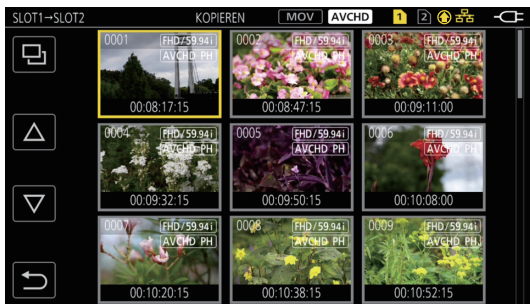 SLOT1→SLOT2 KOPIEREN MOV AVCHD 1 2
0001 FHD/59.94i AVCHD PH 00:08:17:15
0002 FHD/59.94i AVCHD PH 00:08:47:15
0003 FHD/59.94i AVCHD PH 00:09:11:00
0004 FHD/59.94i AVCHD PH 00:09:32:15
0005 FHD/59.94i AVCHD PH 00:09:50:15
0006 FHD/59.94i AVCHD PH 00:10:08:00
0007 FHD/59.94i AVCHD PH 00:10:20:15
0008 FHD/59.94i AVCHD PH 00:10:38:15
0009 FHD/59.94i AVCHD PH 00:10:52:15